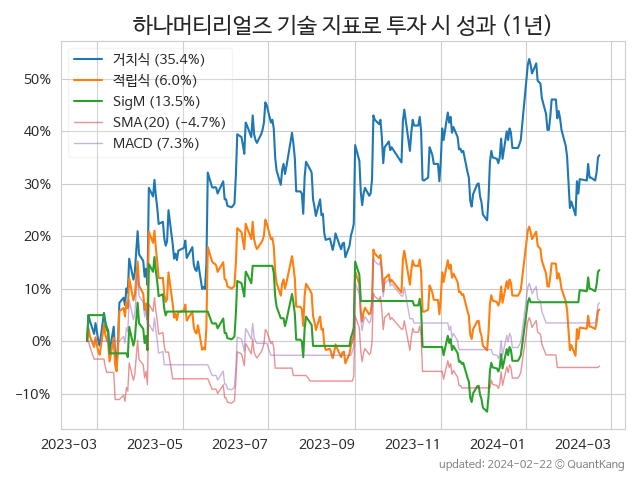 하나머티리얼즈 기술 지표로 투자 시 성과 (1년)
거치식 (35.4%)
적립식 (6.0%)
SigM (13.5%)
SMA(20) (−4.7%)
MACD (7.3%)
50%
40%
30%
20%
10%
0%
−10%
2023-03 2023-05 2023-07 2023-09 2023-11 2024-01 2024-03
updated: 2024-02-22 © QuantKang